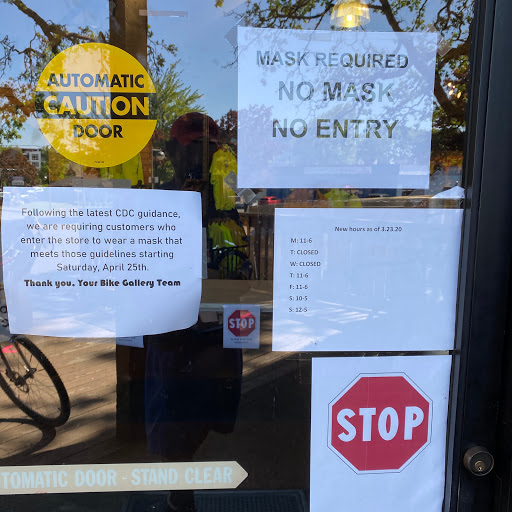 AUTOMATIC
CAUTION
DOOR
MASK REQUIRED
NO MASK
NO ENTRY
Following the latest CDC guidance,
we are requiring customers who
enter the store to wear a mask that
meets those guidelines starting
Saturday, April 25th.
Thank you. Your Bike Gallery Team
New hours as of 3.23.20
M: 11-6
T: CLOSED
W: CLOSED
T: 11-6
F: 11-6
S: 10-5
S: 12-5
STOP
STOP
TOMATIC DOOR - STAND CLEAR